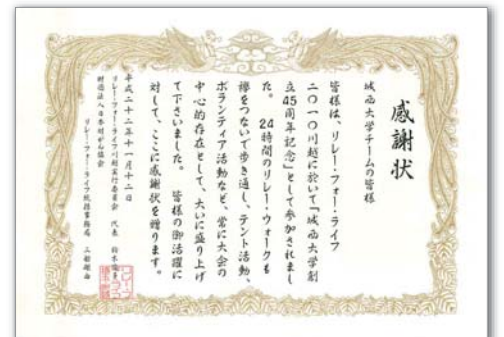 感謝状
城西大学チームの皆様
皆様は、リレー・フォー・ライフ
二〇一〇川越に於いて「城西大学創
立45周年記念」として参加されまし
た。 24時間のリレー・ウォークも
襷をつないで歩き通し、テント活動、
ボランティア活動など、常に大会の
中心的存在として、大いに盛り上げ
て下さいました。 皆様の御活躍に
対して、ここに感謝状を贈ります。
平成二十二年十一月十二日
リレー・フォー・ライフ川越実行委員会 代表 鈴木
財団法人日本対がん協会
リレー・フォー・ライフ統括事務局 三船